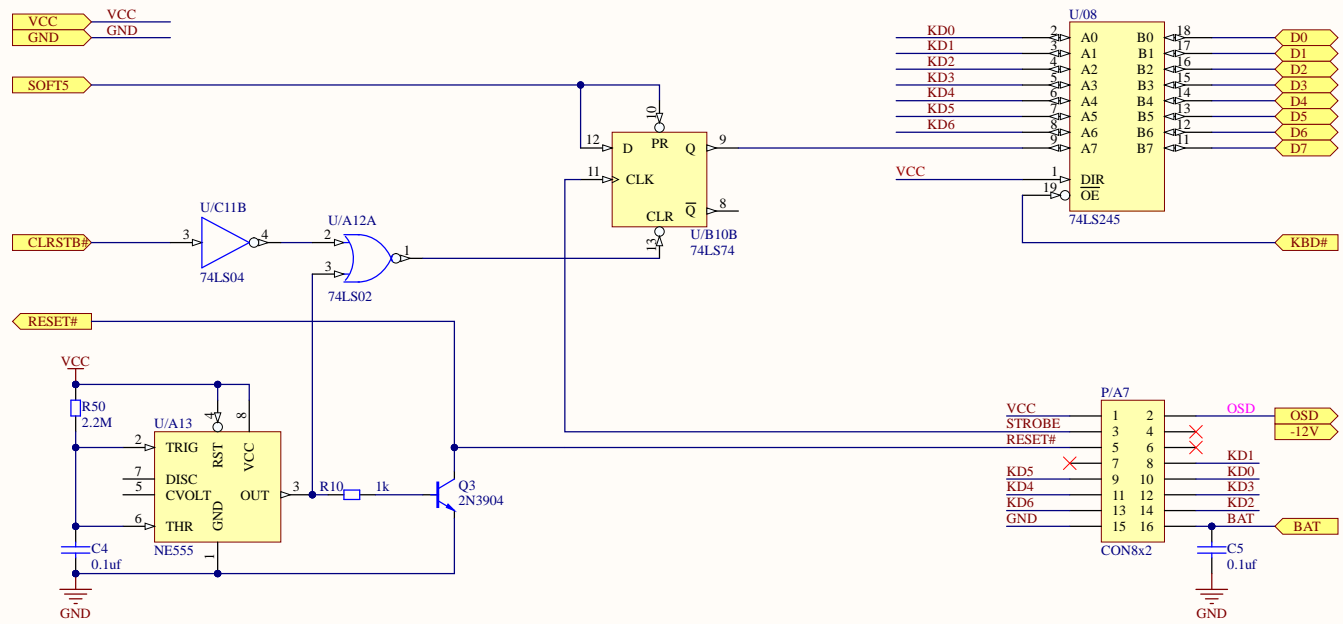 VCC VCC
GND GND
SOFT5
U/08
KD0 2 A0 B0 18 D0
KD1 3 A1 B1 17 D1
KD2 4 A2 B2 16 D2
KD3 5 A3 B3 15 D3
KD4 6 A4 B4 14 D4
KD5 7 A5 B5 13 D5
KD6 8 A6 B6 12 D6
9 A7 B7 11 D7
VCC 1 DIR
19 OE
74LS245
KBD#
10
PR
12 D Q 9
11 CLK
Q 8
CLR
13
U/B10B
74LS74
U/C11B
CLRSTB# 3 4
74LS04
U/A12A
2 1
3
74LS02
RESET#
VCC
R50
2.2M
U/A13
4 8
2 TRIG RST VCC
7 DISC
5 CVOLT OUT 3
6 THR GND
NE555
1
R10 1k
Q3
2N3904
C4
0.1uf
GND
P/A7
VCC 1 2 OSD OSD
STROBE 3 4 -12V
RESET# 5 6
7 8 KD1
KD5 9 10 KD0
KD4 11 12 KD3
KD6 13 14 KD2
GND 15 16 BAT BAT
CON8x2
C5
0.1uf
GND